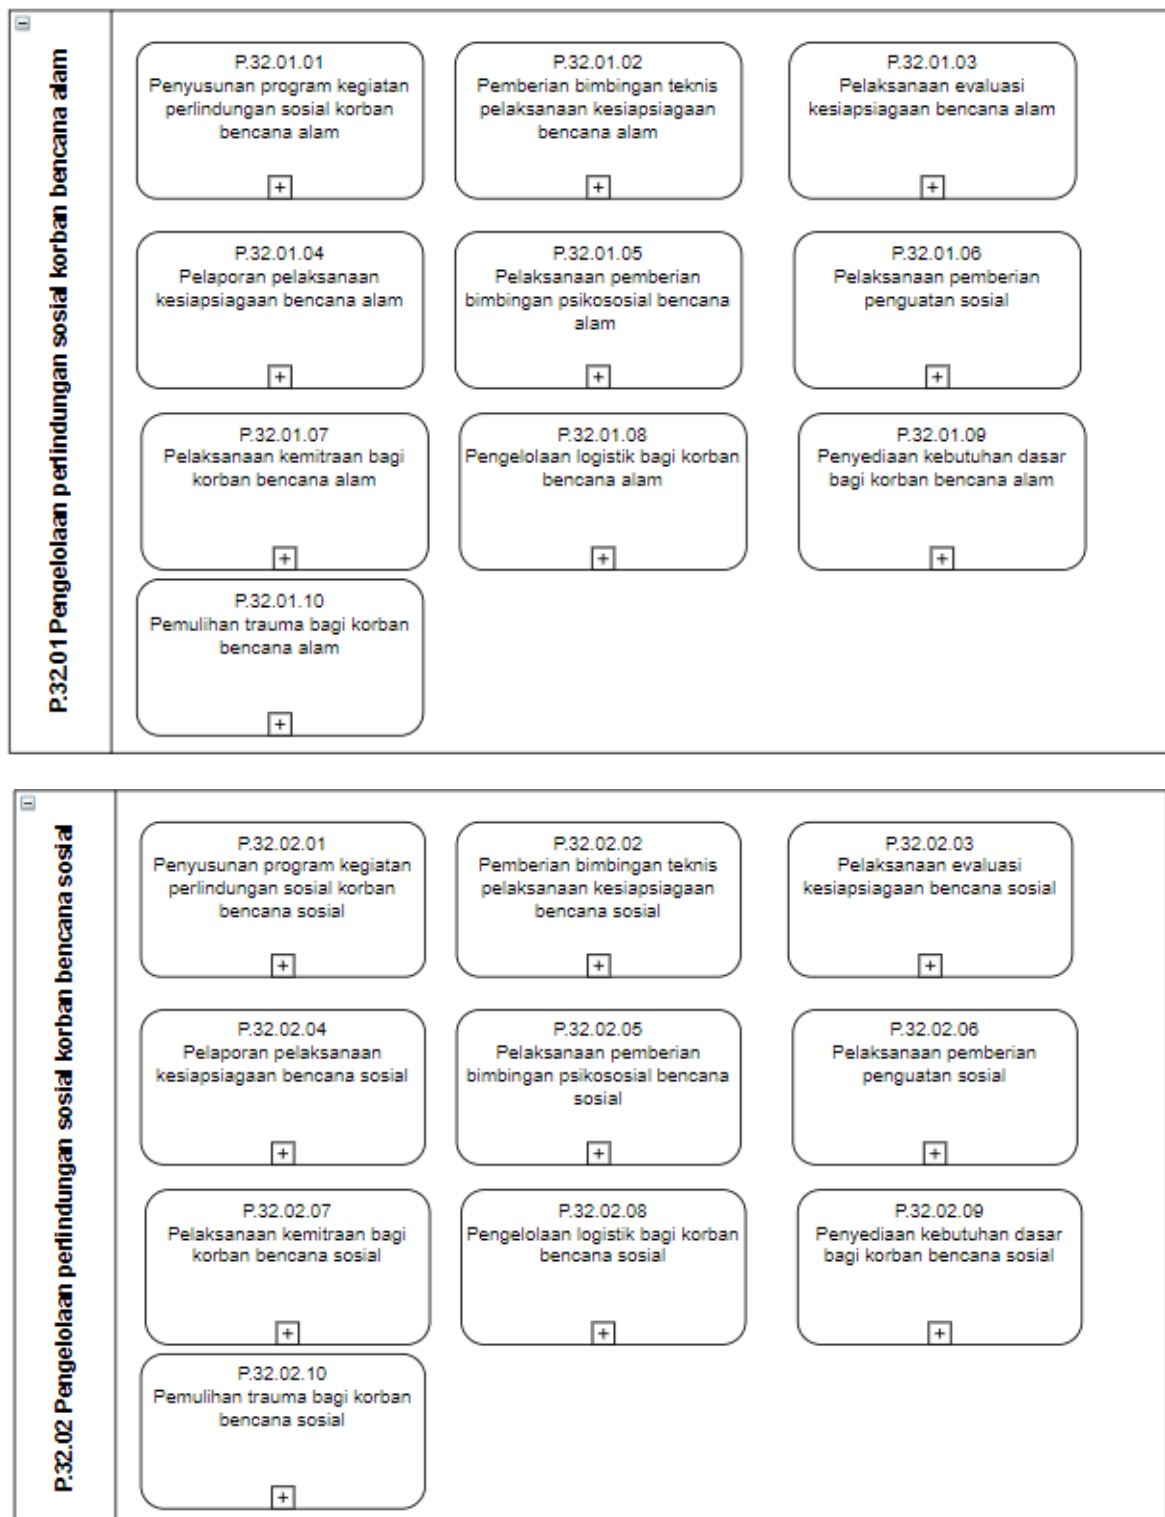 P.32.01 Pengelolaan perlindungan sosial korban bencana alam
P.32.01.01
Penyusunan program kegiatan
perlindungan sosial korban
bencana alam
P.32.01.02
Pemberian bimbingan teknis
pelaksanaan kesiapsiagaan
bencana alam
P.32.01.03
Pelaksanaan evaluasi
kesiapsiagaan bencana alam
P.32.01.04
Pelaporan pelaksanaan
kesiapsiagaan bencana alam
P.32.01.05
Pelaksanaan pemberian
bimbingan psikososial bencana
alam
P.32.01.06
Pelaksanaan pemberian
penguatan sosial
P.32.01.07
Pelaksanaan kemitraan bagi
korban bencana alam
P.32.01.08
Pengelolaan logistik bagi korban
bencana alam
P.32.01.09
Penyediaan kebutuhan dasar
bagi korban bencana alam
P.32.01.10
Pemulihan trauma bagi korban
bencana alam
P.32.02 Pengelolaan perlindungan sosial korban bencana sosial
P.32.02.01
Penyusunan program kegiatan
perlindungan sosial korban
bencana sosial
P.32.02.02
Pemberian bimbingan teknis
pelaksanaan kesiapsiagaan
bencana sosial
P.32.02.03
Pelaksanaan evaluasi
kesiapsiagaan bencana sosial
P.32.02.04
Pelaporan pelaksanaan
kesiapsiagaan bencana sosial
P.32.02.05
Pelaksanaan pemberian
bimbingan psikososial bencana
sosial
P.32.02.06
Pelaksanaan pemberian
penguatan sosial
P.32.02.07
Pelaksanaan kemitraan bagi
korban bencana sosial
P.32.02.08
Pengelolaan logistik bagi korban
bencana sosial
P.32.02.09
Penyediaan kebutuhan dasar
bagi korban bencana sosial
P.32.02.10
Pemulihan trauma bagi korban
bencana sosial